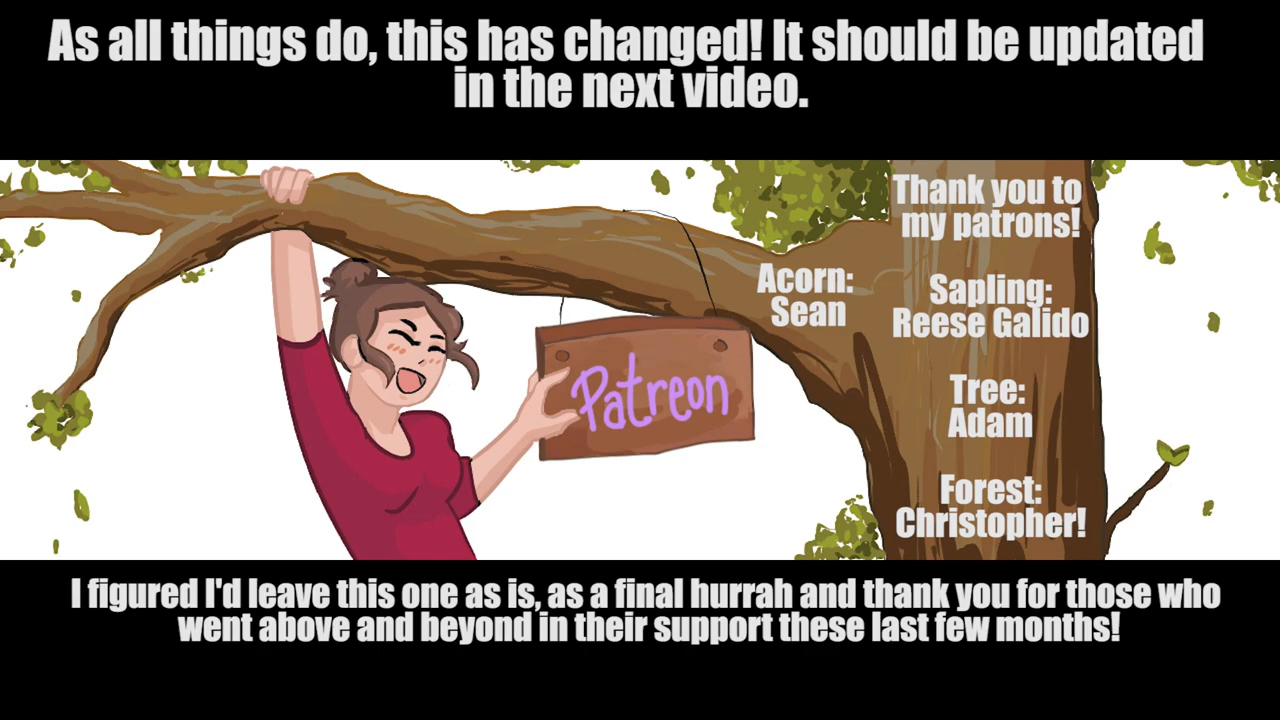 As all things do, this has changed! It should be updated
in the next video.
Thank you to
my patrons!
Acorn:
Sean
Sapling:
Reese Galido
Patreon
Tree:
Adam
Forest:
Christopher!
I figured I'd leave this one as is, as a final hurrah and thank you for those who
went above and beyond in their support these last few months!